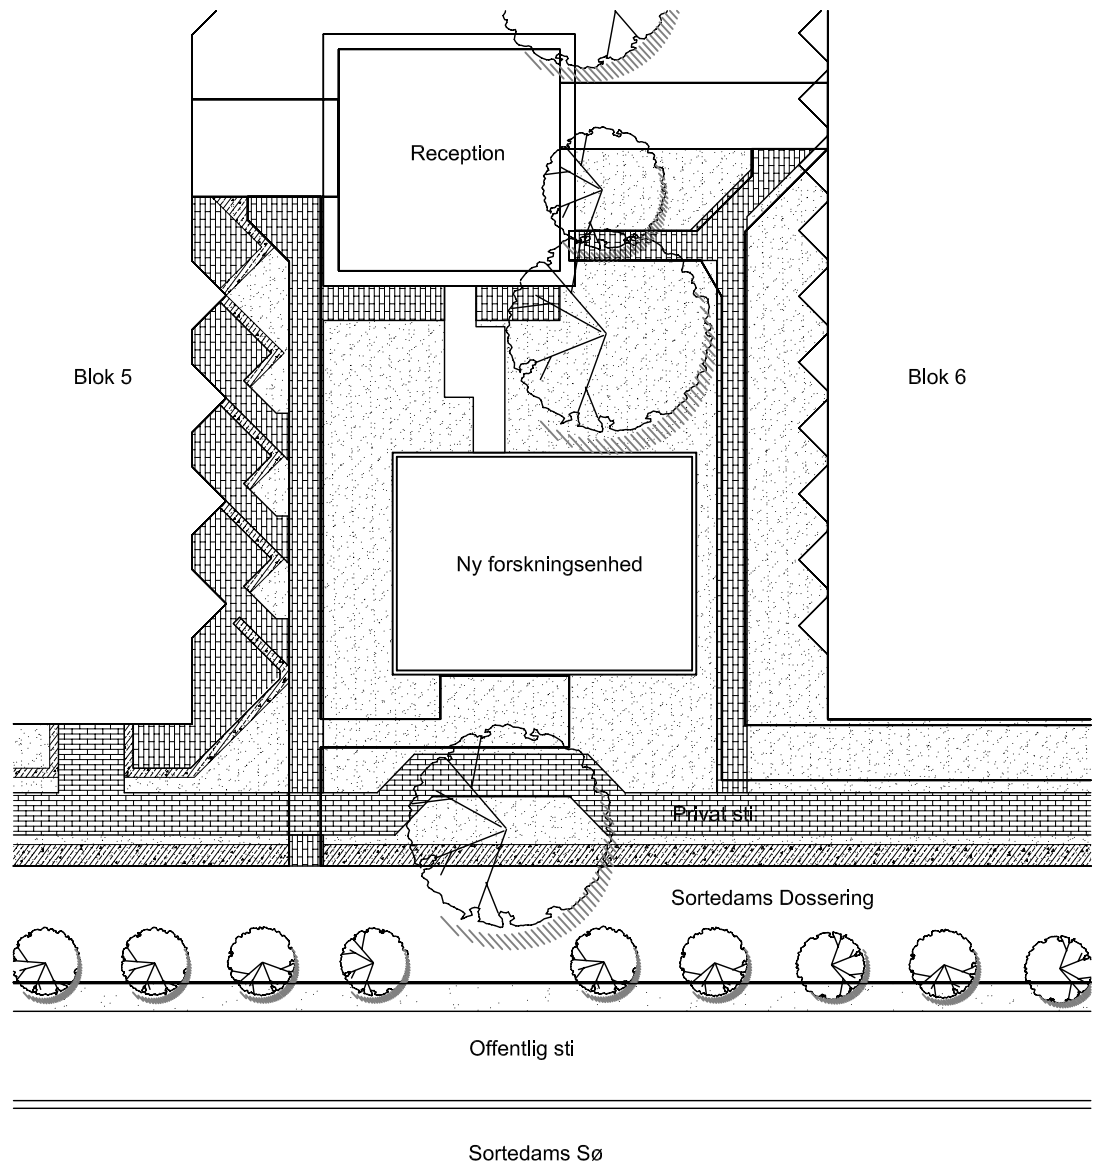 Reception
Blok 5
Blok 6
Ny forskningsenhed
Privat sti
Sortedams Dossering
Offentlig sti
Sortedams Sø